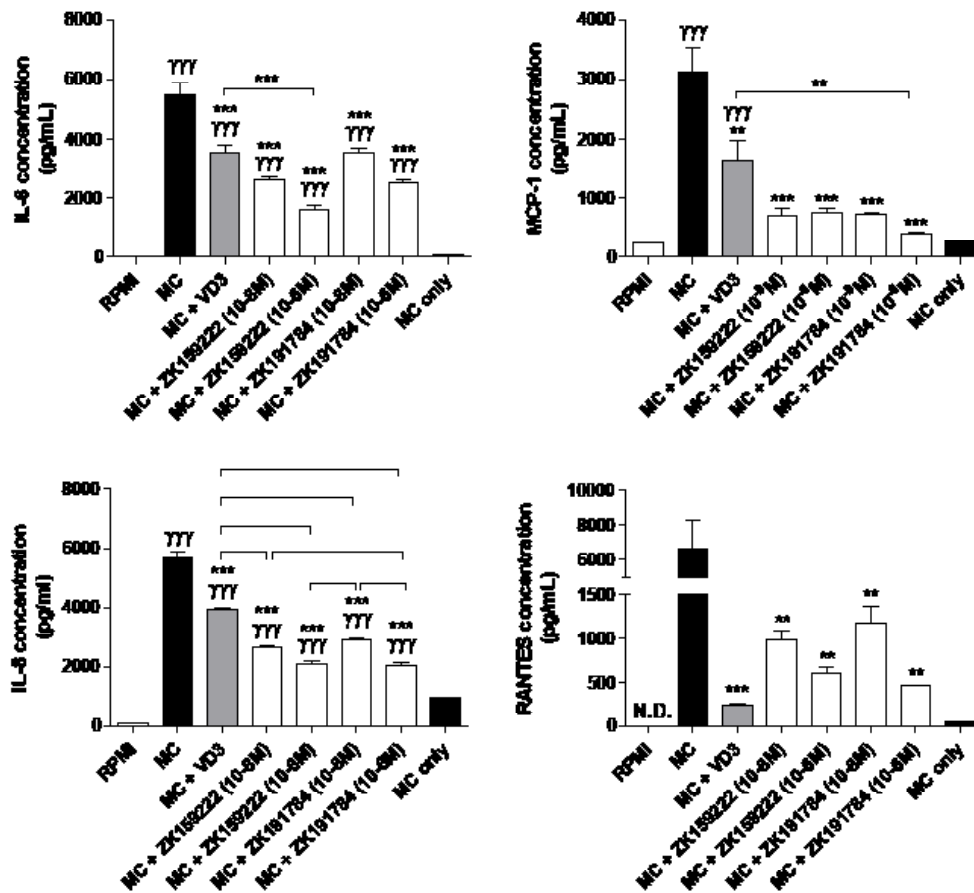 IL-6 concentration
(pg/mL)
8000
6000
4000
2000
0
γγγ
***
γγγ
***
***
γγγ
***
γγγ
***
γγγ
***
γγγ
RPMI
MC
MC + VD3
MC + ZK159222 (10-8M)
MC + ZK159222 (10-6M)
MC + ZK191784 (10-8M)
MC + ZK191784 (10-6M)
MC only
MCP-1 concentration
(pg/mL)
4000
3000
2000
1000
0
γγγ
γγγ
**
**
***
***
***
***
RPMI
MC
MC + VD3
MC + ZK159222 (10⁻⁸M)
MC + ZK159222 (10⁻⁶M)
MC + ZK191784 (10⁻⁸M)
MC + ZK191784 (10⁻⁶M)
MC only
IL-8 concentration
(pg/ml)
8000
6000
4000
2000
0
γγγ
***
γγγ
***
γγγ
***
γγγ
***
γγγ
***
γγγ
RPMI
MC
MC + VD3
MC + ZK159222 (10-8M)
MC + ZK159222 (10-6M)
MC + ZK191784 (10-8M)
MC + ZK191784 (10-6M)
MC only
RANTES concentration
(pg/mL)
10000
8000
6000
5000
1500
1000
500
0
N.D.
***
**
**
**
**
RPMI
MC
MC + VD3
MC + ZK159222 (10-8M)
MC + ZK159222 (10-6M)
MC + ZK191784 (10-8M)
MC + ZK191784 (10-6M)
MC only